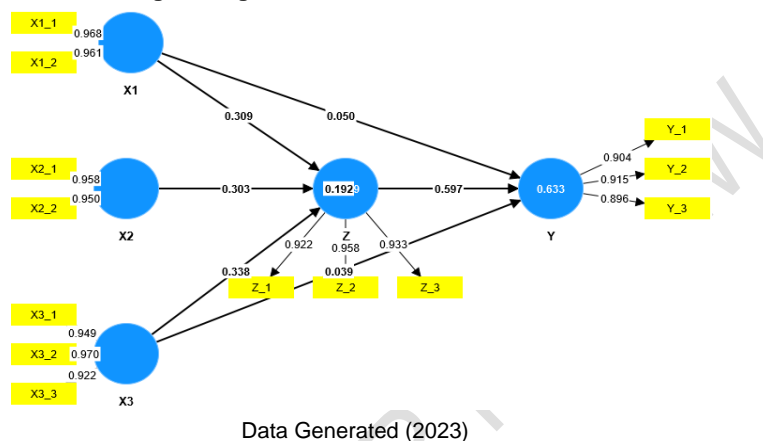 X1_1
0.968
0.961
X1_2
X1
0.309
0.050
Y_1
0.904
X2_1
0.958
0.950
X2_2
X2
0.303
0.192
0.597
0.633
0.915
Y_2
0.896
Y_3
Z
Y
0.922
0.958
0.933
0.338
0.039
Z_1
Z_2
Z_3
X3_1
0.949
X3_2
0.970
0.922
X3_3
X3
Data Generated (2023)